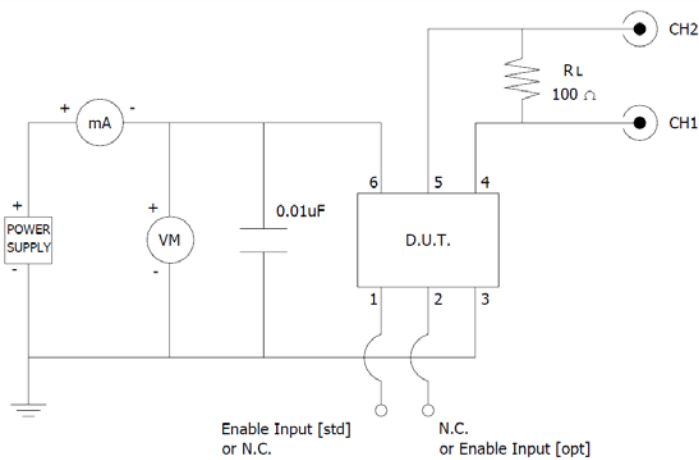 CH2
RL
100 Ω
CH1
+ -
mA
6 5 4
+
POWER
SUPPLY
-
+
VM
-
0.01uF
D.U.T.
1 2 3
Enable Input [std]
or N.C.
N.C.
or Enable Input [opt]